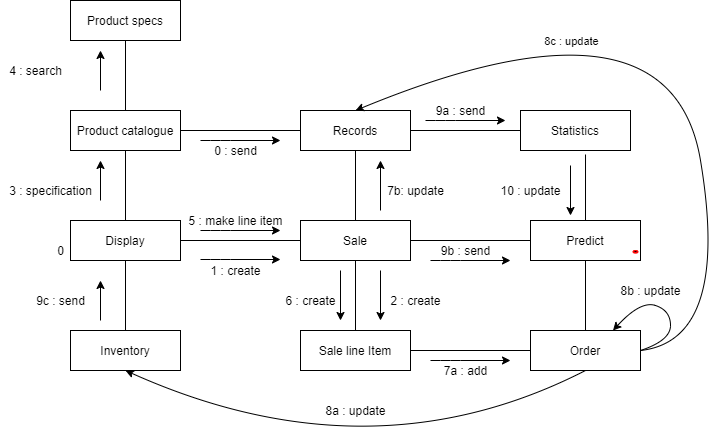 Product specs
8c : update
4 : search
9a : send
Product catalogue
Records
Statistics
0 : send
3 : specification
7b: update
10 : update
5 : make line item
0
Display
Sale
Predict
9b : send
1 : create
9c : send
6 : create
2 : create
8b : update
Inventory
Sale line Item
Order
7a : add
8a : update